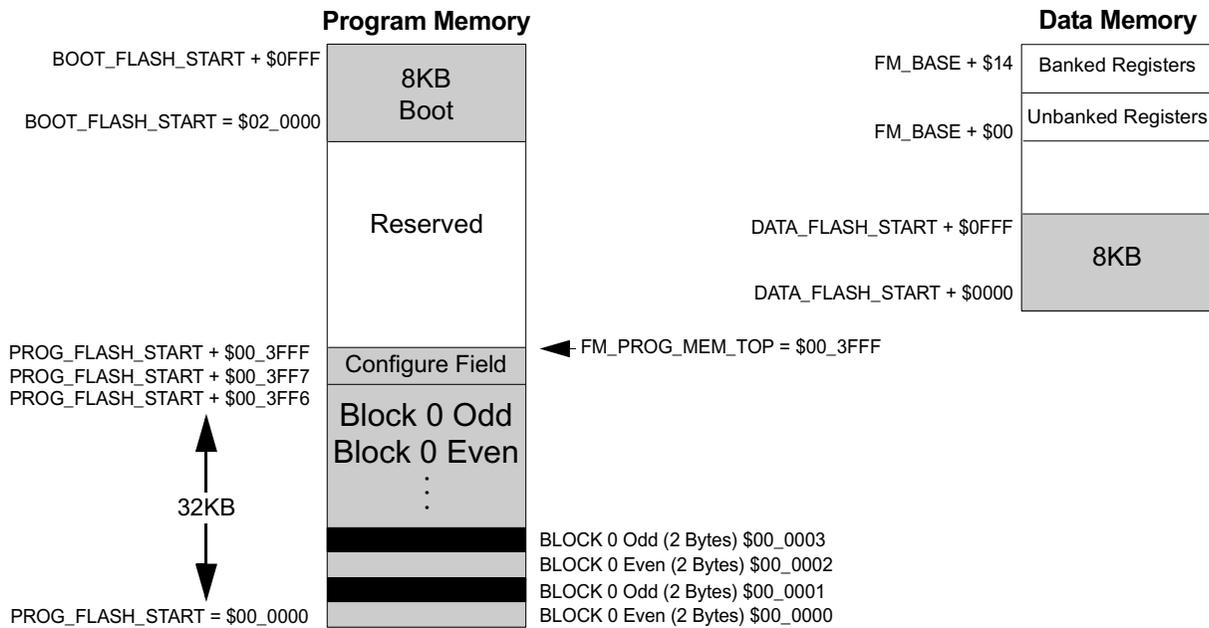 Program Memory
BOOT_FLASH_START + $0FFF
8KB
Boot
BOOT_FLASH_START = $02_0000
Reserved
PROG_FLASH_START + $00_3FFF
FM_PROG_MEM_TOP = $00_3FFF
Configure Field
PROG_FLASH_START + $00_3FF7
PROG_FLASH_START + $00_3FF6
Block 0 Odd
Block 0 Even
32KB
BLOCK 0 Odd (2 Bytes) $00_0003
BLOCK 0 Even (2 Bytes) $00_0002
BLOCK 0 Odd (2 Bytes) $00_0001
PROG_FLASH_START = $00_0000
BLOCK 0 Even (2 Bytes) $00_0000
Data Memory
FM_BASE + $14
Banked Registers
Unbanked Registers
FM_BASE + $00
DATA_FLASH_START + $0FFF
8KB
DATA_FLASH_START + $0000